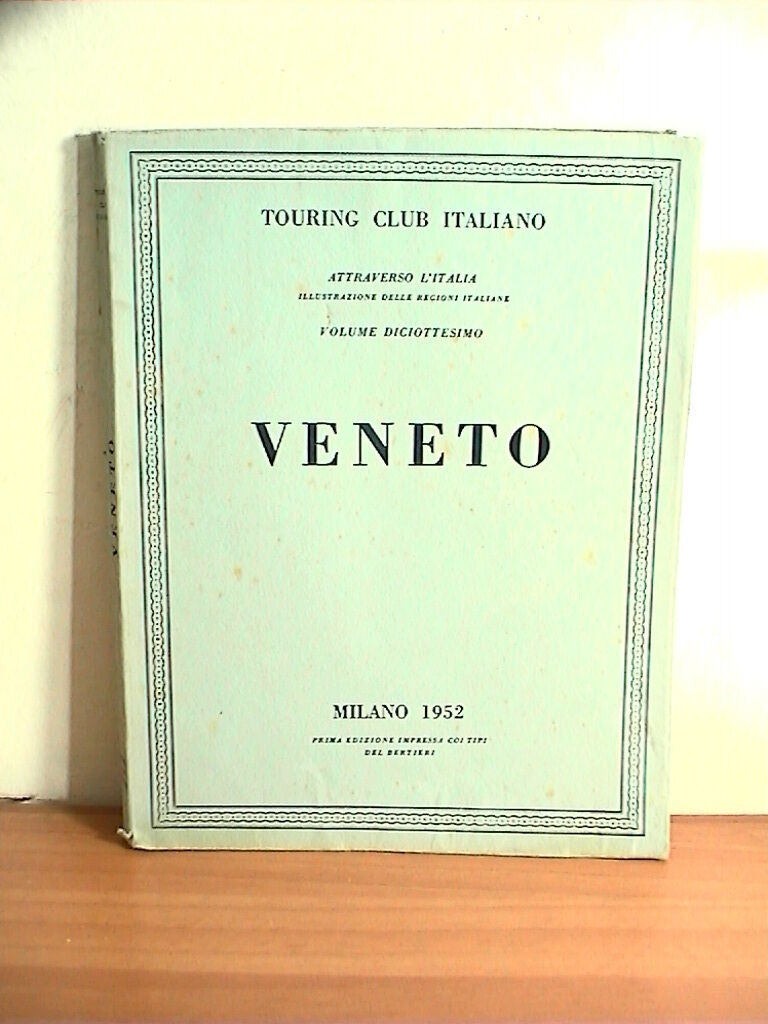 TOURING CLUB ITALIANO
ATTRAVERSO L'ITALIA
ILLUSTRAZIONE DELLE REGIONI ITALIANE
VOLUME DICIOTTESIMO
VENETO
MILANO 1952
PRIMA EDIZIONE IMPRESSA COI TIPI
DEL BERTIERI
VENETO